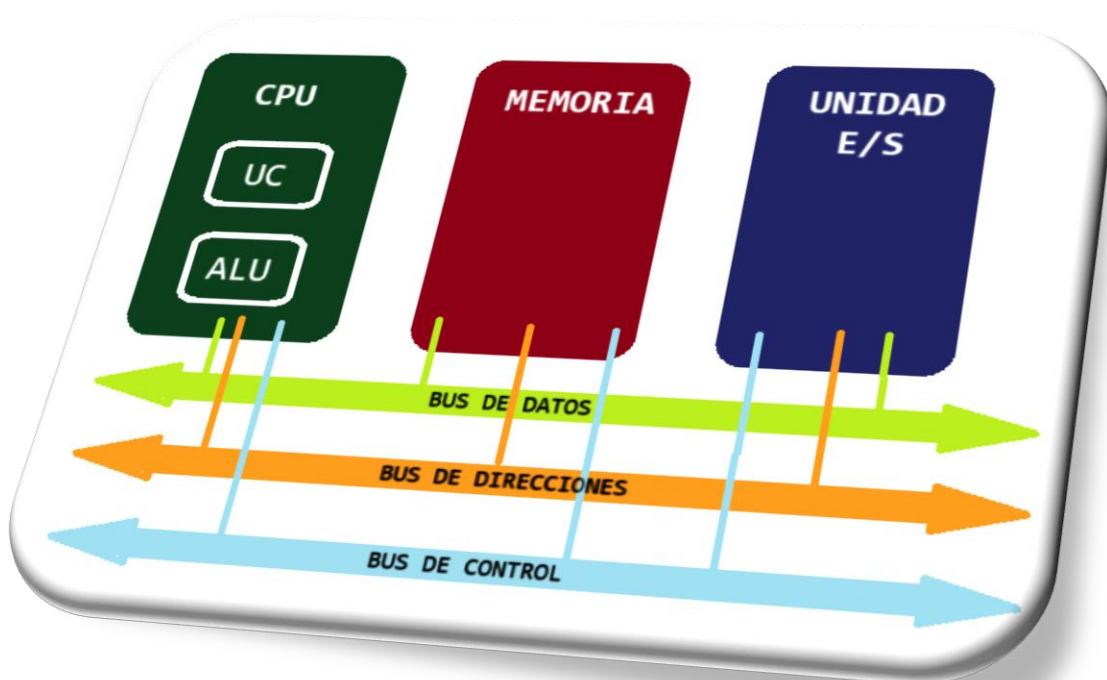 CPU
UC
ALU
MEMORIA
UNIDAD
E/S
BUS DE DATOS
BUS DE DIRECCIONES
BUS DE CONTROL